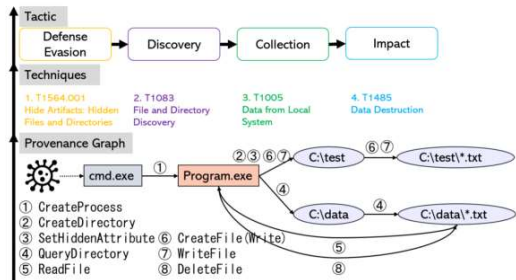 Tactic
Defense
Evasion
Discovery
Collection
Impact
Techniques
1. T1564.001
Hide Artifacts: Hidden
Files and Directories
2. T1083
File and Directory
Discovery
3. T1005
Data from Local
System
4. T1485
Data Destruction
Provenance Graph
cmd.exe
①
Program.exe
②③⑥⑦
C:\test
⑥⑦
C:\test\*.txt
④
C:\data
④
C:\data\*.txt
① CreateProcess
② CreateDirectory
③ SetHiddenAttribute ⑥ CreateFile(Write)
④ QueryDirectory ⑦ WriteFile
⑤ ReadFile ⑧ DeleteFile
⑤
⑧